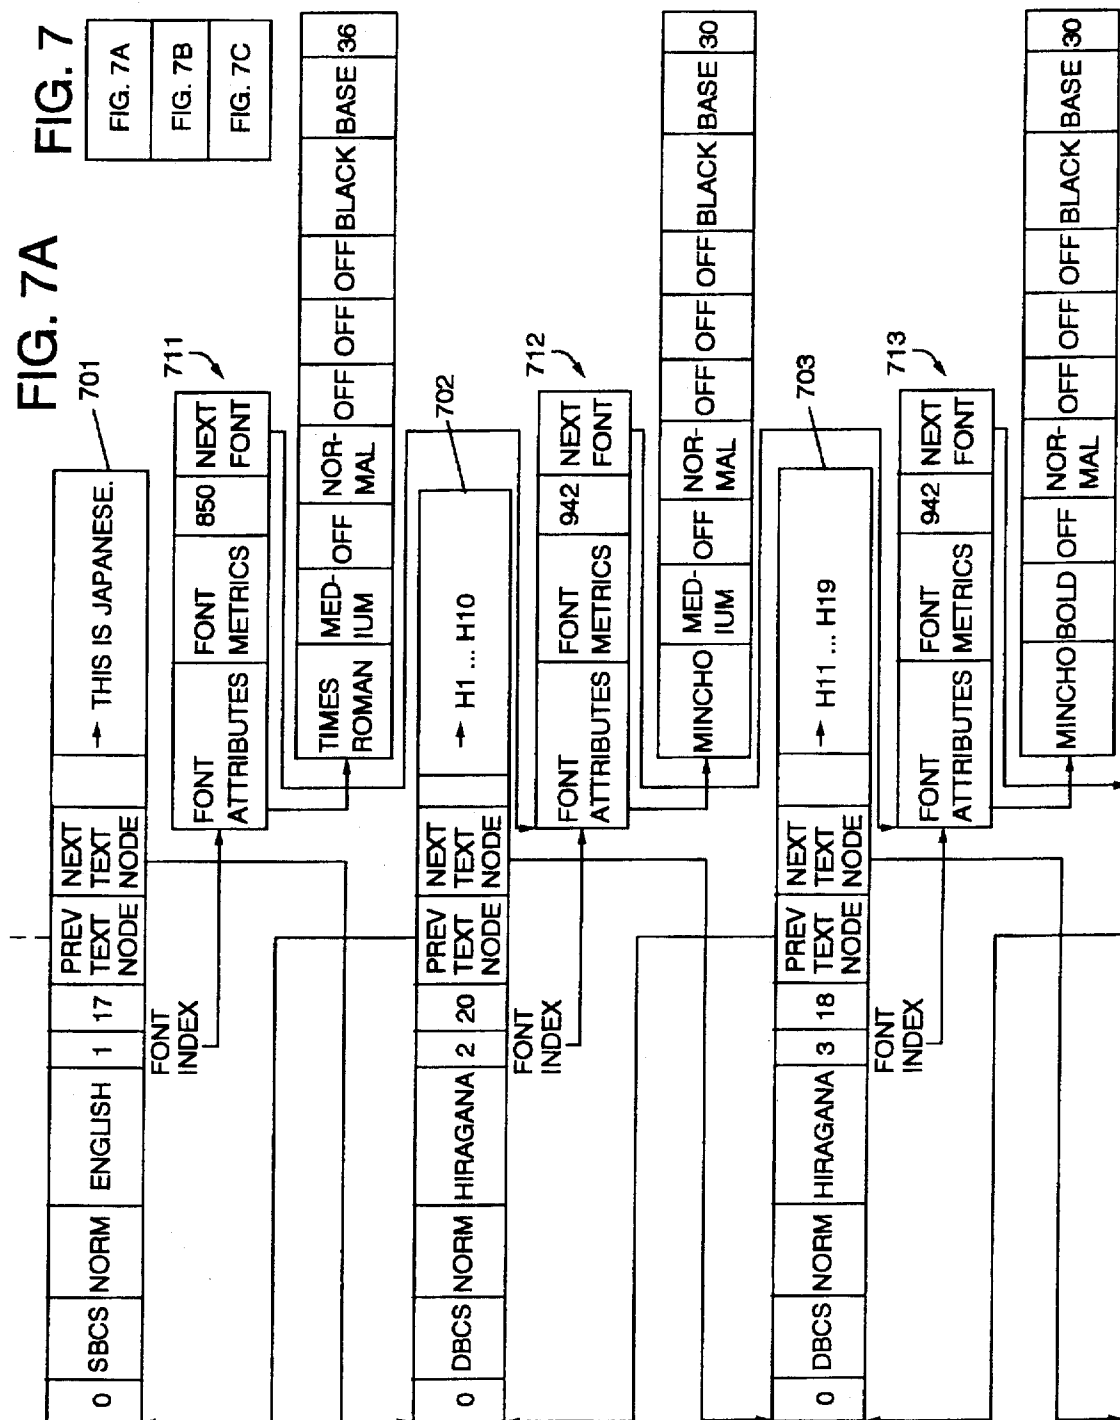 FIG. 7
FIG. 7A
FIG. 7B
FIG. 7C
FIG. 7A
0 SBCS NORM ENGLISH 1 17 PREV TEXT NODE NEXT TEXT NODE → THIS IS JAPANESE.
701
FONT INDEX
FONT ATTRIBUTES FONT METRICS 850 NEXT FONT
711
TIMES ROMAN MED-IUM OFF NOR-MAL OFF OFF OFF BLACK BASE 36
0 DBCS NORM HIRAGANA 2 20 PREV TEXT NODE NEXT TEXT NODE → H1 ... H10
702
FONT INDEX
FONT ATTRIBUTES FONT METRICS 942 NEXT FONT
712
MINCHO MED-IUM OFF NOR-MAL OFF OFF OFF BLACK BASE 30
0 DBCS NORM HIRAGANA 3 18 PREV TEXT NODE NEXT TEXT NODE → H11 ... H19
703
FONT INDEX
FONT ATTRIBUTES FONT METRICS 942 NEXT FONT
713
MINCHO BOLD OFF NOR-MAL OFF OFF OFF BLACK BASE 30